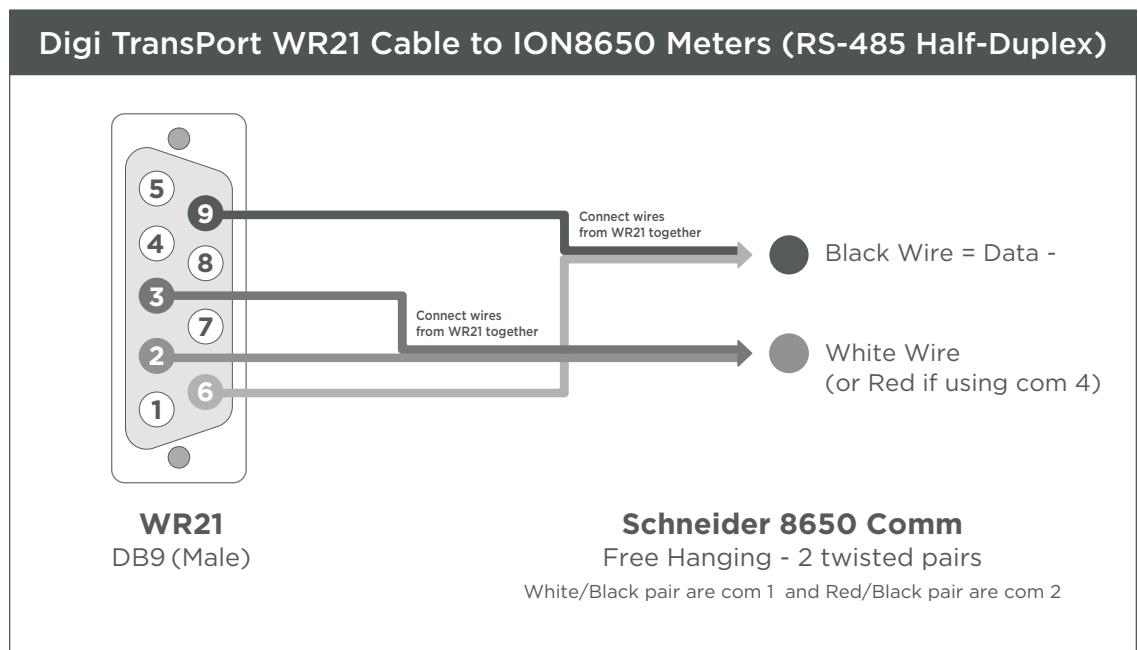 Digi TransPort WR21 Cable to ION8650 Meters (RS-485 Half-Duplex)
5
9
4
8
3
7
2
6
1
Connect wires
from WR21 together
Connect wires
from WR21 together
Black Wire = Data -
White Wire
(or Red if using com 4)
WR21
DB9 (Male)
Schneider 8650 Comm
Free Hanging - 2 twisted pairs
White/Black pair are com 1 and Red/Black pair are com 2